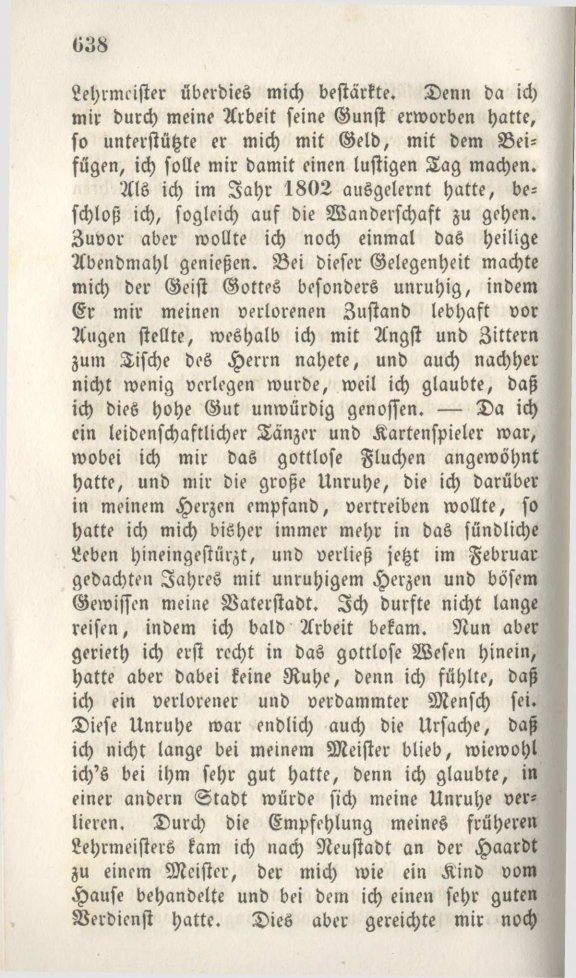 638
Lehrmeister überdies mich bestärkte. Denn da ich
mir durch meine Arbeit seine Gunst erworben hatte,
so unterstützte er mich mit Geld, mit dem Bei-
fügen, ich solle mir damit einen lustigen Tag machen.
Als ich im Jahr 1802 ausgelernt hatte, be-
schloß ich, sogleich auf die Wanderschaft zu gehen.
Zuvor aber wollte ich noch einmal das heilige
Abendmahl genießen. Bei dieser Gelegenheit machte
mich der Geist Gottes besonders unruhig, indem
Er mir meinen verlorenen Zustand lebhaft vor
Augen stellte, weshalb ich mit Angst und Zittern
zum Tische des Herrn nahete, und auch nachher
nicht wenig verlegen wurde, weil ich glaubte, daß
ich dies hohe Gut unwürdig genossen. — Da ich
ein leidenschaftlicher Tänzer und Kartenspieler war,
wobei ich mir das gottlose Fluchen angewöhnt
hatte, und mir die große Unruhe, die ich darüber
in meinem Herzen empfand, vertreiben wollte, so
hatte ich mich bisher immer mehr in das sündliche
Leben hineingestürzt, und verließ jetzt im Februar
gedachten Jahres mit unruhigem Herzen und bösem
Gewissen meine Vaterstadt. Ich durfte nicht lange
reisen, indem ich bald Arbeit bekam. Nun aber
gerieth ich erst recht in das gottlose Wesen hinein,
hatte aber dabei keine Ruhe, denn ich fühlte, daß
ich ein verlorener und verdammter Mensch sei.
Diese Unruhe war endlich auch die Ursache, daß
ich nicht lange bei meinem Meister blieb, wiewohl
ich's bei ihm sehr gut hatte, denn ich glaubte, in
einer andern Stadt würde sich meine Unruhe ver-
lieren. Durch die Empfehlung meines früheren
Lehrmeisters kam ich nach Neustadt an der Haardt
zu einem Meister, der mich wie ein Kind vom
Hause behandelte und bei dem ich einen sehr guten
Verdienst hatte. Dies aber gereichte mir noch